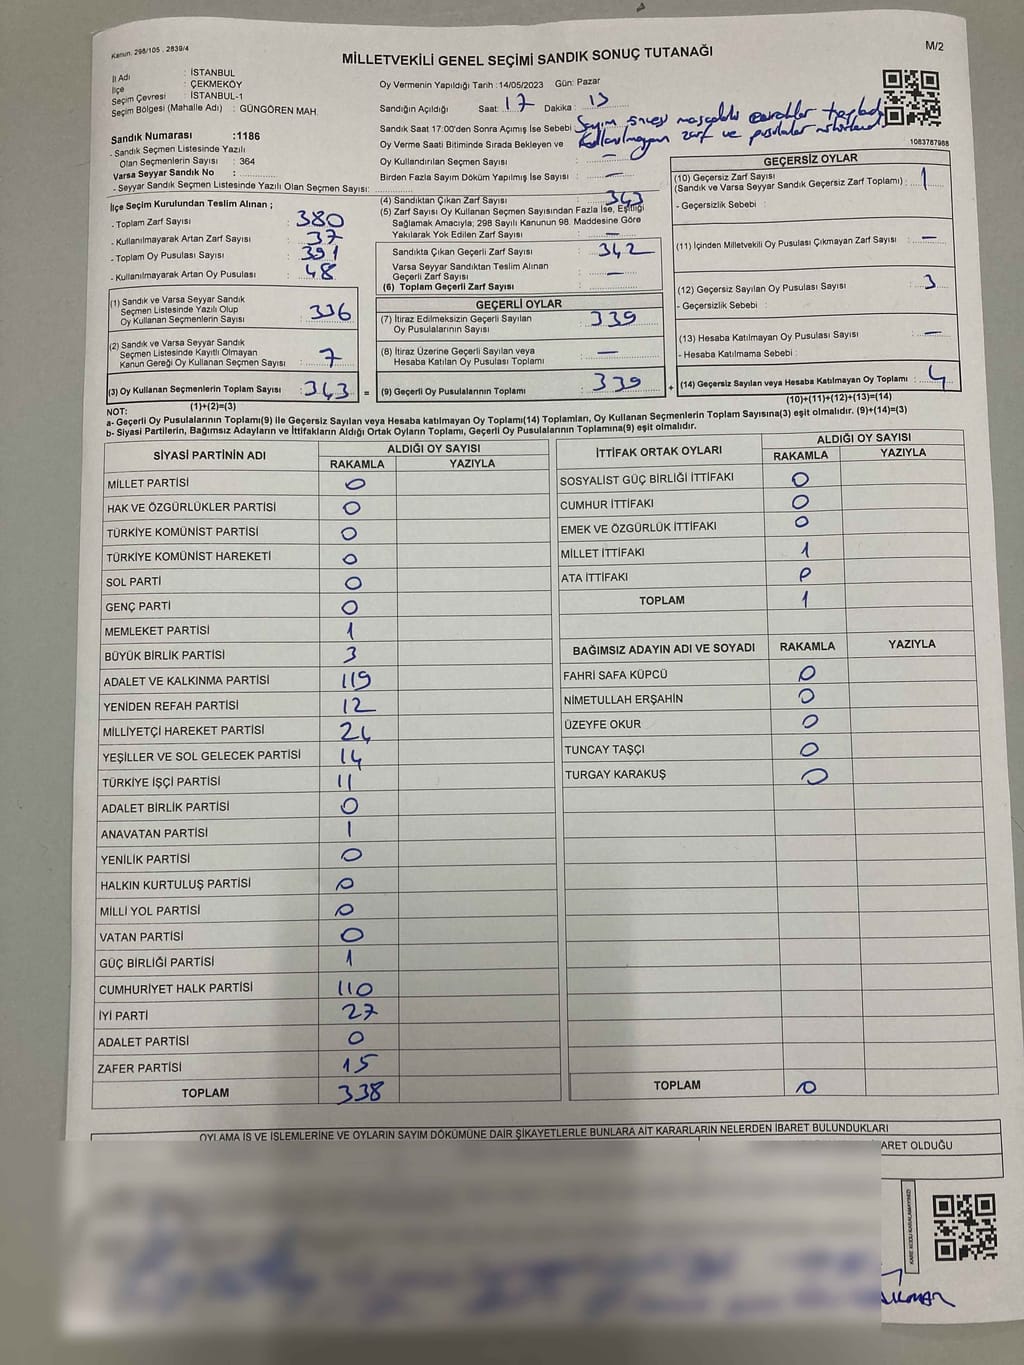 Kanun: 298/105 . 2839/4
MİLLETVEKİLİ GENEL SEÇİMİ SANDIK SONUÇ TUTANAĞI
M/2
İl Adı : İSTANBUL
İlçe : ÇEKMEKÖY
Seçim Çevresi : İSTANBUL-1
Seçim Bölgesi (Mahalle Adı) : GÜNGÖREN MAH.
Sandık Numarası :1186
- Sandık Seçmen Listesinde Yazılı
Olan Seçmenlerin Sayısı : 364
Varsa Seyyar Sandık No :
- Seyyar Sandık Seçmen Listesinde Yazılı Olan Seçmen Sayısı:
Oy Vermenin Yapıldığı Tarih :14/05/2023 Gün: Pazar
Sandığın Açıldığı Saat: 17 Dakika: 13
Sandık Saat 17:00'den Sonra Açımış İse Sebebi
Oy Verme Saati Bitiminde Sırada Bekleyen ve
Oy Kullandırılan Seçmen Sayısı : —
Birden Fazla Sayım Döküm Yapılmış İse Sayısı : —
1083787988
İlçe Seçim Kurulundan Teslim Alınan ;
- Toplam Zarf Sayısı : 380
- Kullanılmayarak Artan Zarf Sayısı : 37
- Toplam Oy Pusulası Sayısı : 391
- Kullanılmayarak Artan Oy Pusulası : 48
(1) Sandık ve Varsa Seyyar Sandık
Seçmen Listesinde Yazılı Olup
Oy Kullanan Seçmenlerin Sayısı : 336
(2) Sandık ve Varsa Seyyar Sandık
Seçmen Listesinde Kayıtlı Olmayan
Kanun Gereği Oy Kullanan Seçmen Sayısı : 7
(3) Oy Kullanan Seçmenlerin Toplam Sayısı : 343 =
(1)+(2)=(3)
(4) Sandıktan Çıkan Zarf Sayısı : 343
(5) Zarf Sayısı Oy Kullanan Seçmen Sayısından Fazla İse, Eşitliği
Sağlamak Amacıyla; 298 Sayılı Kanunun 98. Maddesine Göre
Yakılarak Yok Edilen Zarf Sayısı : —
Sandıkta Çıkan Geçerli Zarf Sayısı : 342
Varsa Seyyar Sandıktan Teslim Alınan
Geçerli Zarf Sayısı : —
(6) Toplam Geçerli Zarf Sayısı :
GEÇERLİ OYLAR
(7) İtiraz Edilmeksizin Geçerli Sayılan
Oy Pusulalarının Sayısı : 339
(8) İtiraz Üzerine Geçerli Sayılan veya
Hesaba Katılan Oy Pusulası Toplamı : —
(9) Geçerli Oy Pusulalarının Toplamı : 339 +
GEÇERSİZ OYLAR
(10) Geçersiz Zarf Sayısı
(Sandık ve Varsa Seyyar Sandık Geçersiz Zarf Toplamı) : 1
- Geçersizlik Sebebi :
(11) İçinden Milletvekili Oy Pusulası Çıkmayan Zarf Sayısı : —
(12) Geçersiz Sayılan Oy Pusulası Sayısı : 3
- Geçersizlik Sebebi :
(13) Hesaba Katılmayan Oy Pusulası Sayısı : —
- Hesaba Katılmama Sebebi :
(14) Geçersiz Sayılan veya Hesaba Katılmayan Oy Toplamı : 4
(10)+(11)+(12)+(13)=(14)
NOT:
a- Geçerli Oy Pusulalarının Toplamı(9) ile Geçersiz Sayılan veya Hesaba katılmayan Oy Toplamı(14) Toplamları, Oy Kullanan Seçmenlerin Toplam Sayısına(3) eşit olmalıdır. (9)+(14)=(3)
b- Siyasi Partilerin, Bağımsız Adayların ve İttifakların Aldığı Ortak Oyların Toplamı, Geçerli Oy Pusulalarının Toplamına(9) eşit olmalıdır.
SİYASİ PARTİNİN ADI ALDIĞI OY SAYISI
RAKAMLA YAZIYLA
MİLLET PARTİSİ 0
HAK VE ÖZGÜRLÜKLER PARTİSİ 0
TÜRKİYE KOMÜNİST PARTİSİ 0
TÜRKİYE KOMÜNİST HAREKETİ 0
SOL PARTİ 0
GENÇ PARTİ 0
MEMLEKET PARTİSİ 1
BÜYÜK BİRLİK PARTİSİ 3
ADALET VE KALKINMA PARTİSİ 119
YENİDEN REFAH PARTİSİ 12
MİLLİYETÇİ HAREKET PARTİSİ 24
YEŞİLLER VE SOL GELECEK PARTİSİ 14
TÜRKİYE İŞÇİ PARTİSİ 11
ADALET BİRLİK PARTİSİ 0
ANAVATAN PARTİSİ 1
YENİLİK PARTİSİ 0
HALKIN KURTULUŞ PARTİSİ 0
MİLLİ YOL PARTİSİ 0
VATAN PARTİSİ 0
GÜÇ BİRLİĞİ PARTİSİ 1
CUMHURİYET HALK PARTİSİ 110
İYİ PARTİ 27
ADALET PARTİSİ 0
ZAFER PARTİSİ 15
TOPLAM 338
İTTİFAK ORTAK OYLARI ALDIĞI OY SAYISI
RAKAMLA YAZIYLA
SOSYALİST GÜÇ BİRLİĞİ İTTİFAKI 0
CUMHUR İTTİFAKI 0
EMEK VE ÖZGÜRLÜK İTTİFAKI 0
MİLLET İTTİFAKI 1
ATA İTTİFAKI 0
TOPLAM 1
BAĞIMSIZ ADAYIN ADI VE SOYADI RAKAMLA YAZIYLA
FAHRİ SAFA KÜPCÜ 0
NİMETULLAH ERŞAHİN 0
ÜZEYFE OKUR 0
TUNCAY TAŞÇI 0
TURGAY KARAKUŞ 0
TOPLAM 0
OYLAMA İŞ VE İŞLEMLERİNE VE OYLARIN SAYIM DÖKÜMÜNE DAİR ŞİKAYETLERLE BUNLARA AİT KARARLARIN NELERDEN İBARET BULUNDUKLARI
ARET OLDUĞU